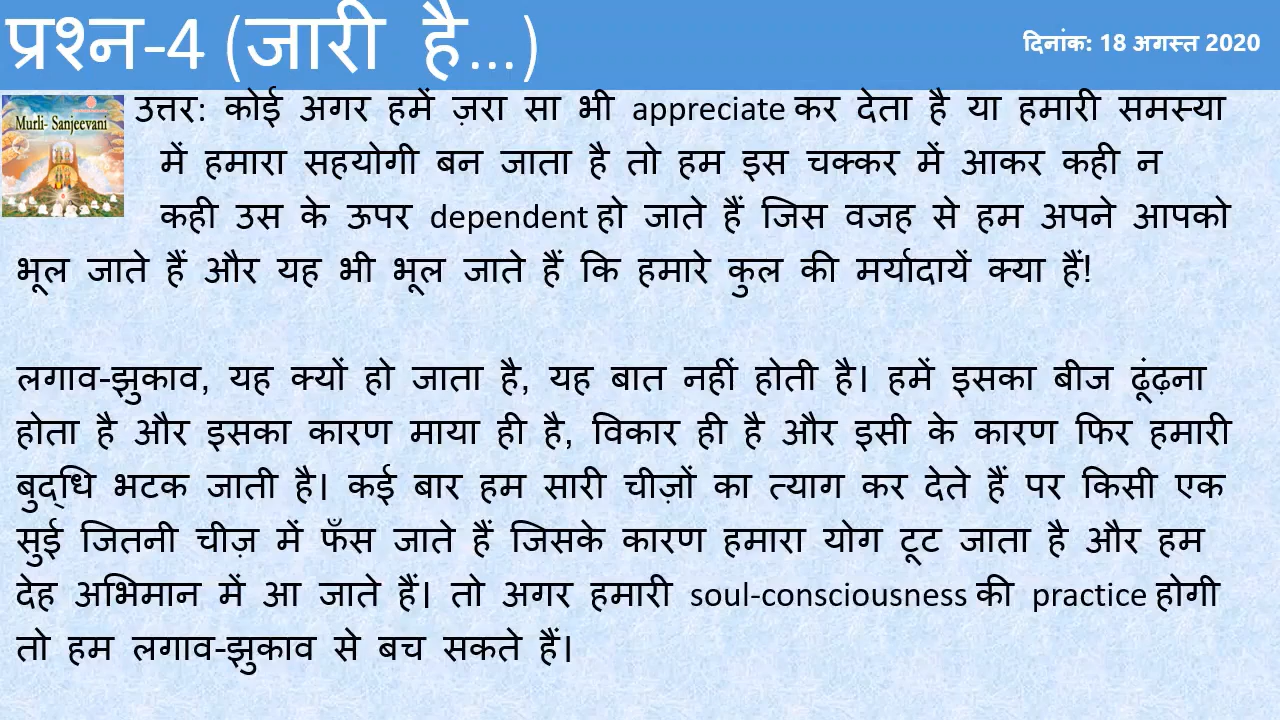 प्रश्न-4 (जारी है...)
दिनांक: 18 अगस्त 2020
Murli- Sanjeevani
उत्तर: कोई अगर हमें ज़रा सा भी appreciate कर देता है या हमारी समस्या
में हमारा सहयोगी बन जाता है तो हम इस चक्कर में आकर कही न
कही उस के ऊपर dependent हो जाते हैं जिस वजह से हम अपने आपको
भूल जाते हैं और यह भी भूल जाते हैं कि हमारे कुल की मर्यादायें क्या हैं!
लगाव-झुकाव, यह क्यों हो जाता है, यह बात नहीं होती है। हमें इसका बीज ढूंढ़ना
होता है और इसका कारण माया ही है, विकार ही है और इसी के कारण फिर हमारी
बुद्धि भटक जाती है। कई बार हम सारी चीज़ों का त्याग कर देते हैं पर किसी एक
सुई जितनी चीज़ में फँस जाते हैं जिसके कारण हमारा योग टूट जाता है और हम
देह अभिमान में आ जाते हैं। तो अगर हमारी soul-consciousness की practice होगी
तो हम लगाव-झुकाव से बच सकते हैं।